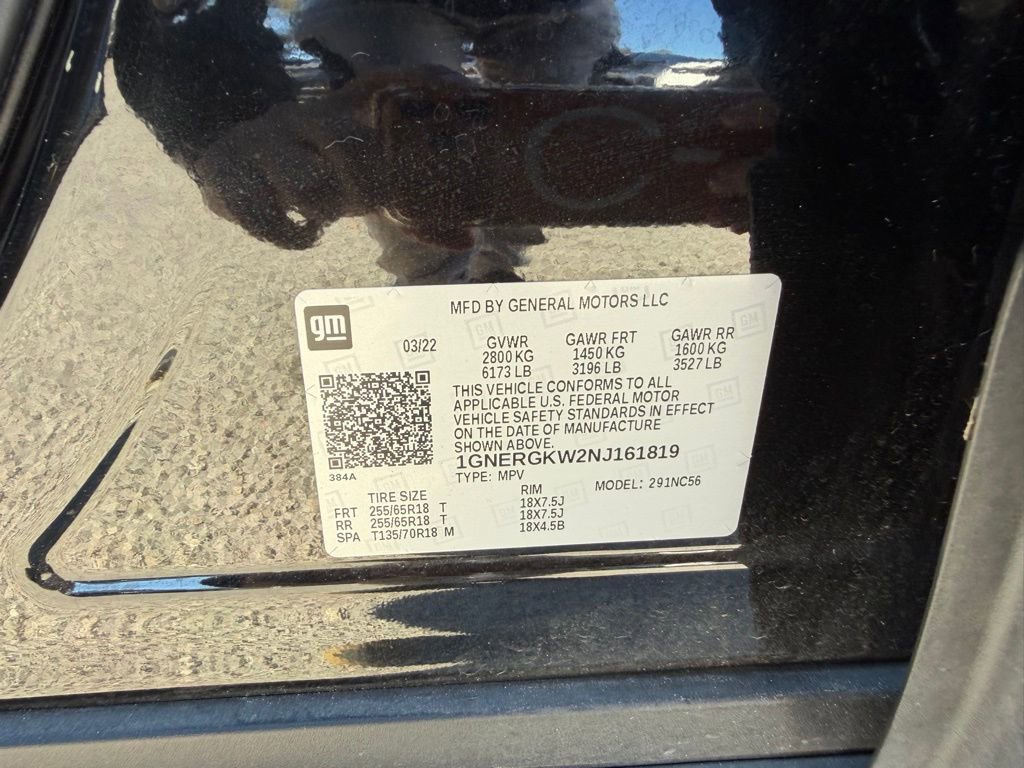 gm
MFD BY GENERAL MOTORS LLC
03/22 GVWR GAWR FRT GAWR RR
2800 KG 1450 KG 1600 KG
6173 LB 3196 LB 3527 LB
THIS VEHICLE CONFORMS TO ALL
APPLICABLE U.S. FEDERAL MOTOR
VEHICLE SAFETY STANDARDS IN EFFECT
ON THE DATE OF MANUFACTURE
SHOWN ABOVE.
1GNERGKW2NJ161819
384A
TYPE: MPV MODEL: 291NC56
TIRE SIZE RIM
FRT 255/65R18 T 18X7.5J
RR 255/65R18 T 18X7.5J
SPA T135/70R18 M 18X4.5B